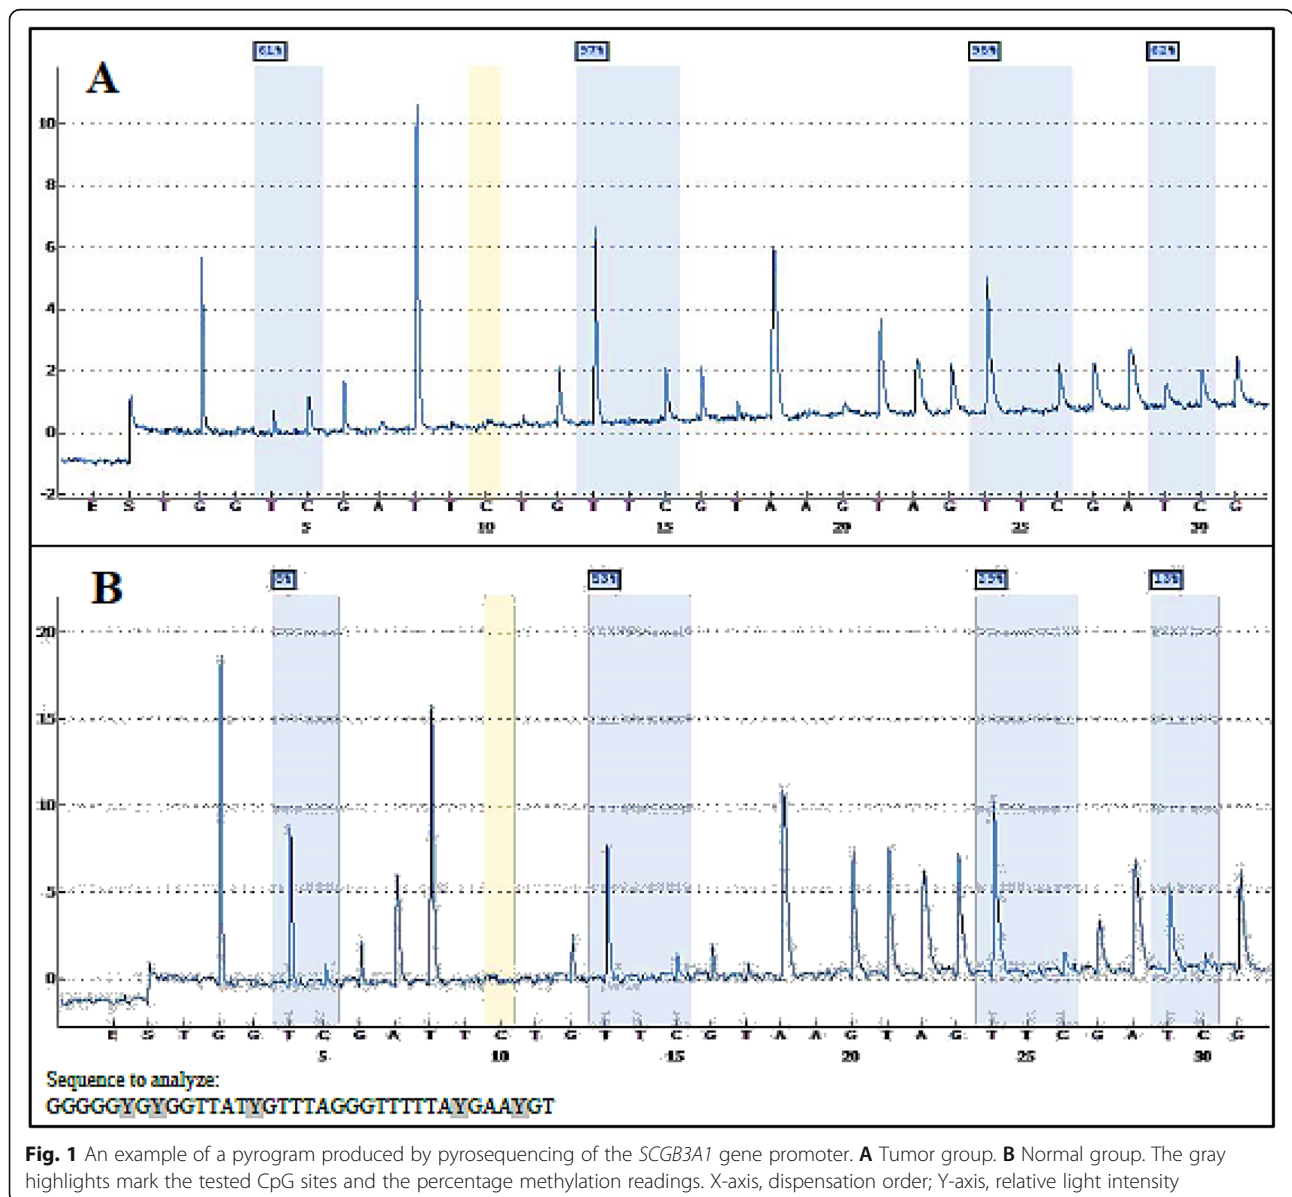 A
61%
97%
62%
10
8
6
4
2
0
-2
E S T G G T C G A T T C T G T T C G T A A G T A G T T C G A T C G
5 10 15 20 25 30
B
20
15
10
5
0
E S T G G T C G A T T C T G T T C G T A A G T A G T T C G A T C G
5 10 15 20 25 30
Sequence to analyze:
GGGGGYGYGGTTATYGTTTAGGGTTTTTAYGAAYGT
Fig. 1 An example of a pyrogram produced by pyrosequencing of the SCGB3A1 gene promoter. A Tumor group. B Normal group. The gray
highlights mark the tested CpG sites and the percentage methylation readings. X-axis, dispensation order; Y-axis, relative light intensity